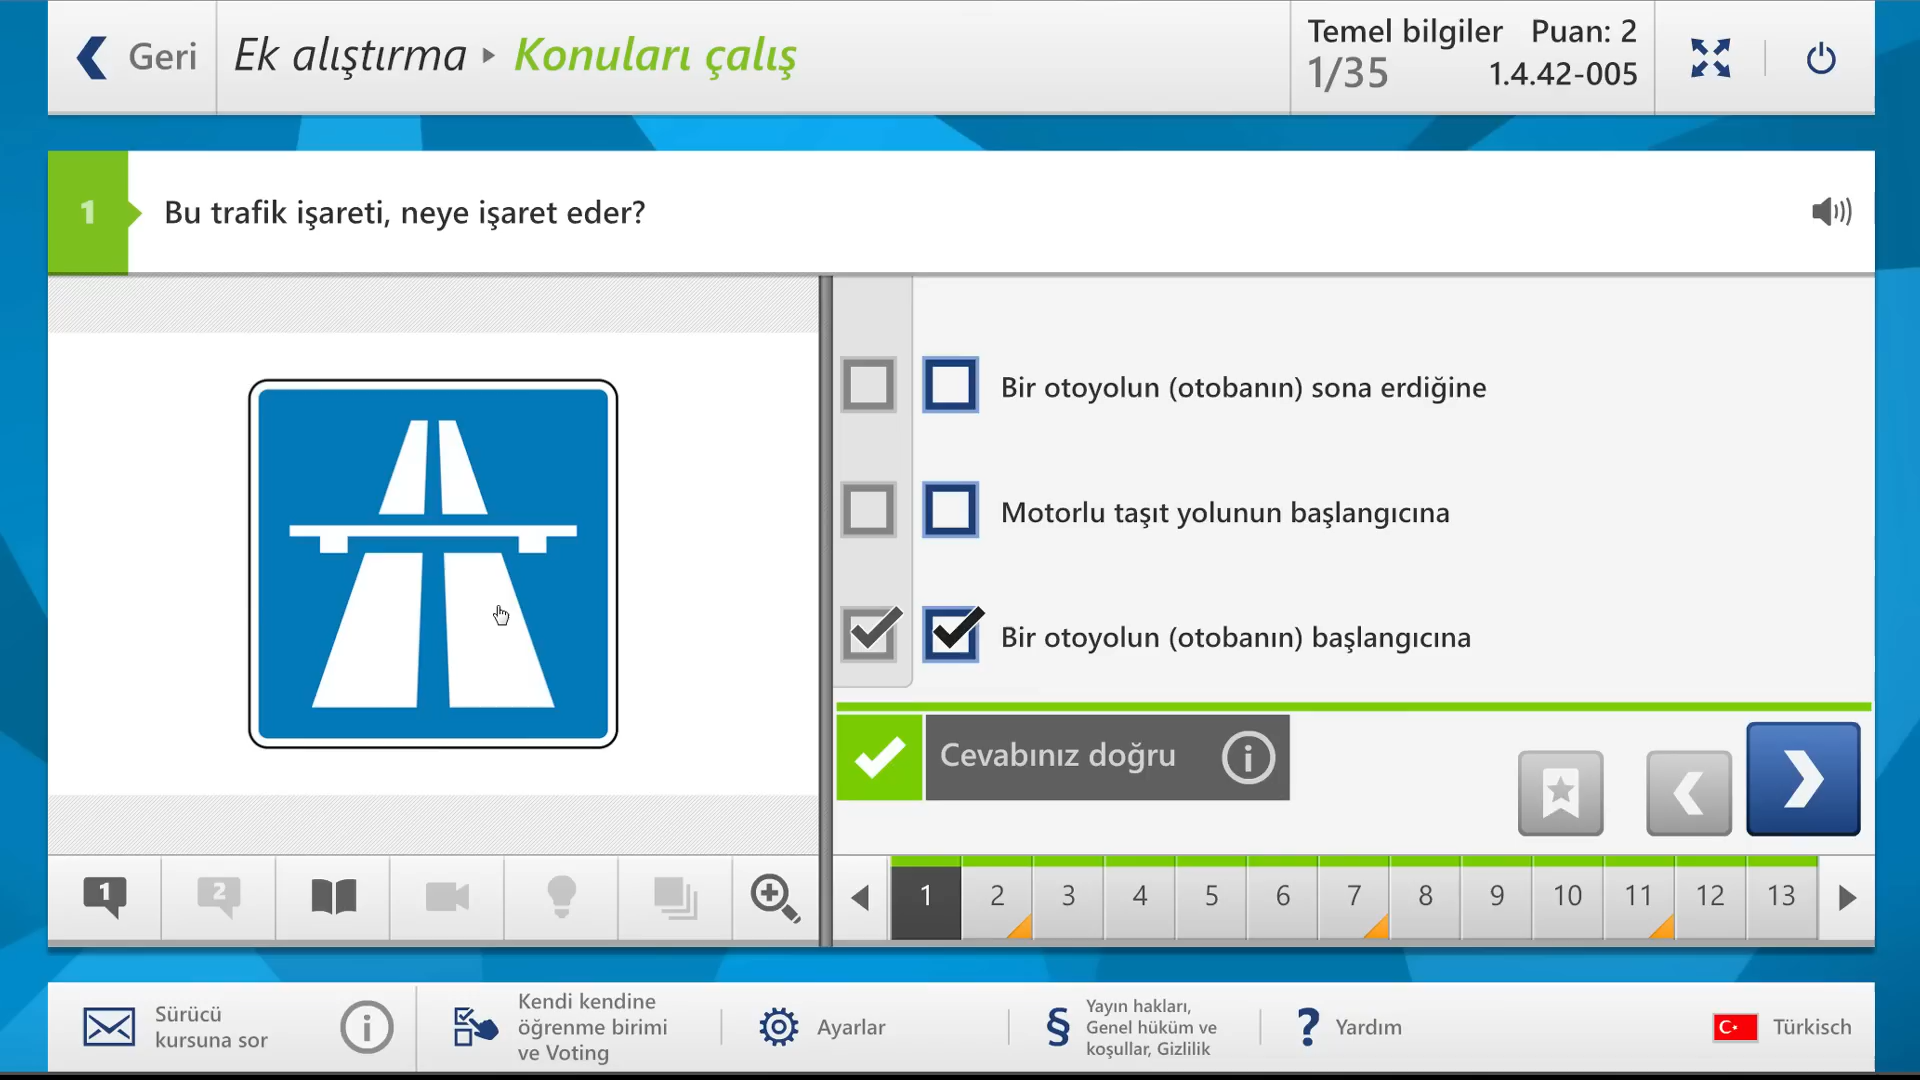 Geri
Ek alıştırma ▸ Konuları çalış
Temel bilgiler Puan: 2
1/35 1.4.42-005
1
Bu trafik işareti, neye işaret eder?
Bir otoyolun (otobanın) sona erdiğine
Motorlu taşıt yolunun başlangıcına
Bir otoyolun (otobanın) başlangıcına
Cevabınız doğru
1 2
1 2 3 4 5 6 7 8 9 10 11 12 13
Sürücü
kursuna sor
Kendi kendine
öğrenme birimi
ve Voting
Ayarlar
§
Yayın hakları,
Genel hüküm ve
koşullar, Gizlilik
? Yardım
Türkisch